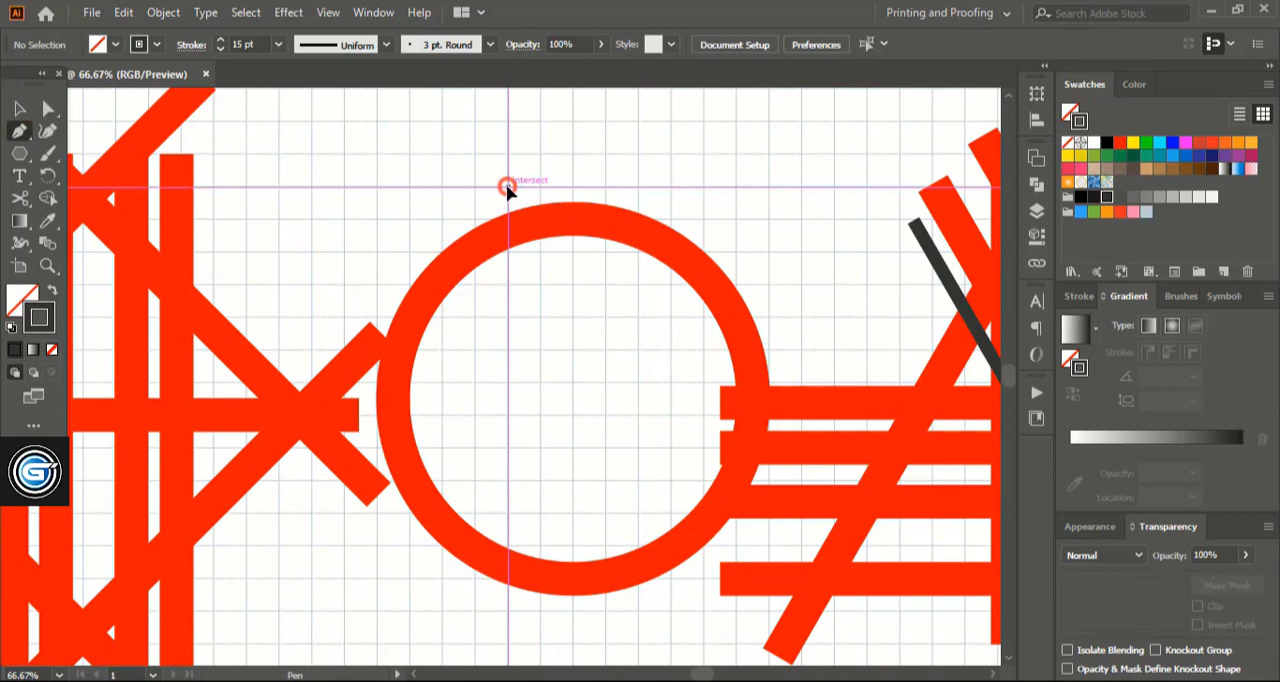 Ai File Edit Object Type Select Effect View Window Help Printing and Proofing Search Adobe Stock
No Selection Stroke: 15 pt Uniform 3 pt. Round Opacity: 100% Style: Document Setup Preferences
@ 66.67% (RGB/Preview)
Swatches Color
intersect
Stroke Gradient Brushes Symbol
Type:
Stroke:
Opacity:
Location:
Appearance Transparency
Normal Opacity: 100%
Make Mask
Clip
Invert Mask
Isolate Blending Knockout Group
Opacity & Mask Define Knockout Shape
66.67% 1 Pen